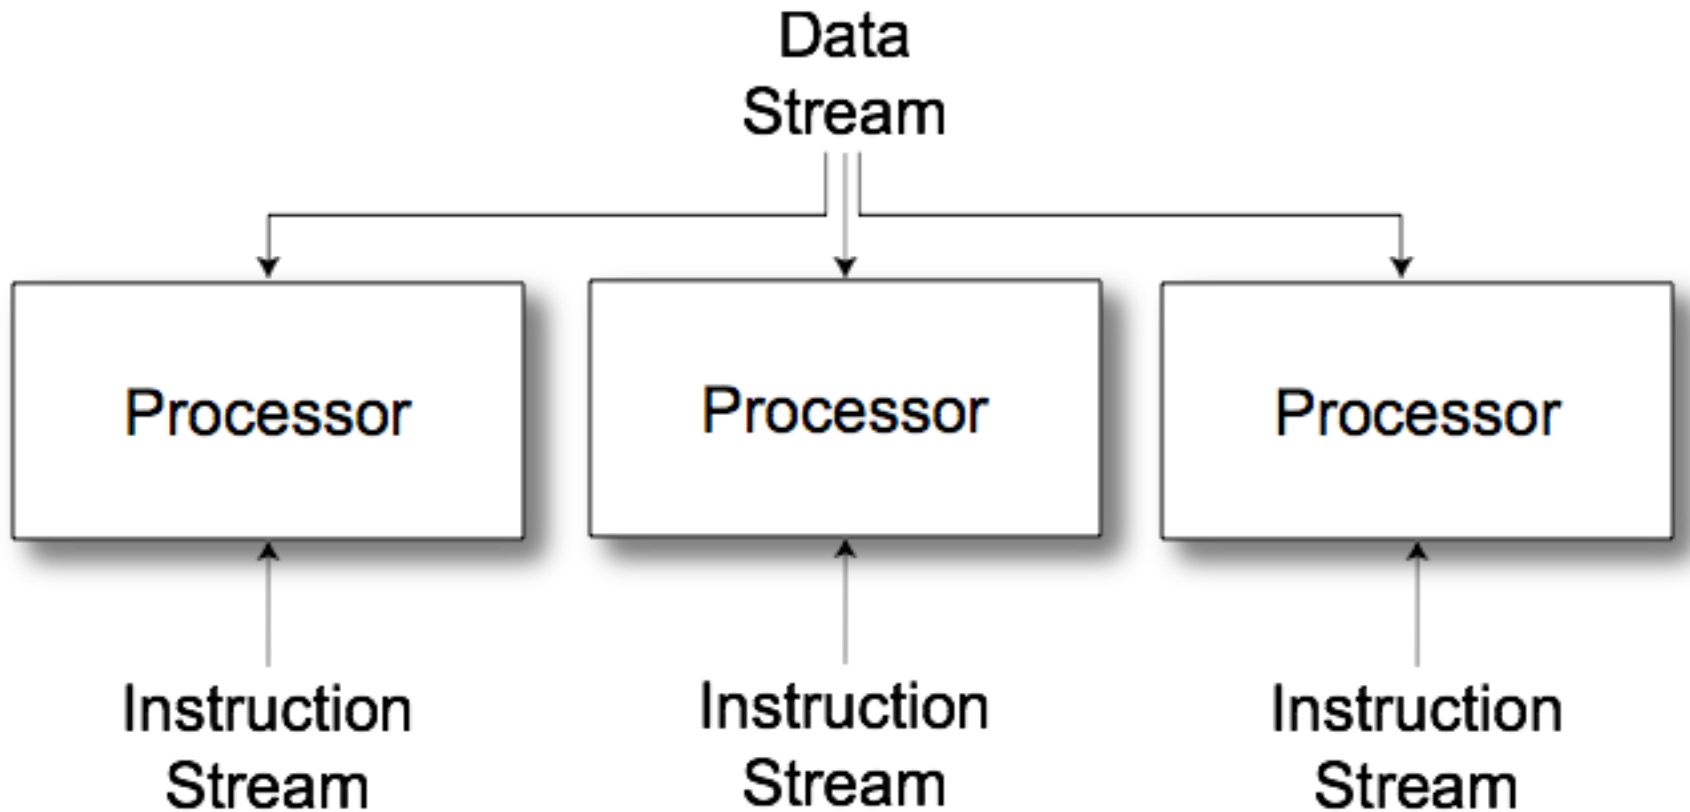 Data
Stream
Processor
Processor
Processor
Instruction
Stream
Instruction
Stream
Instruction
Stream